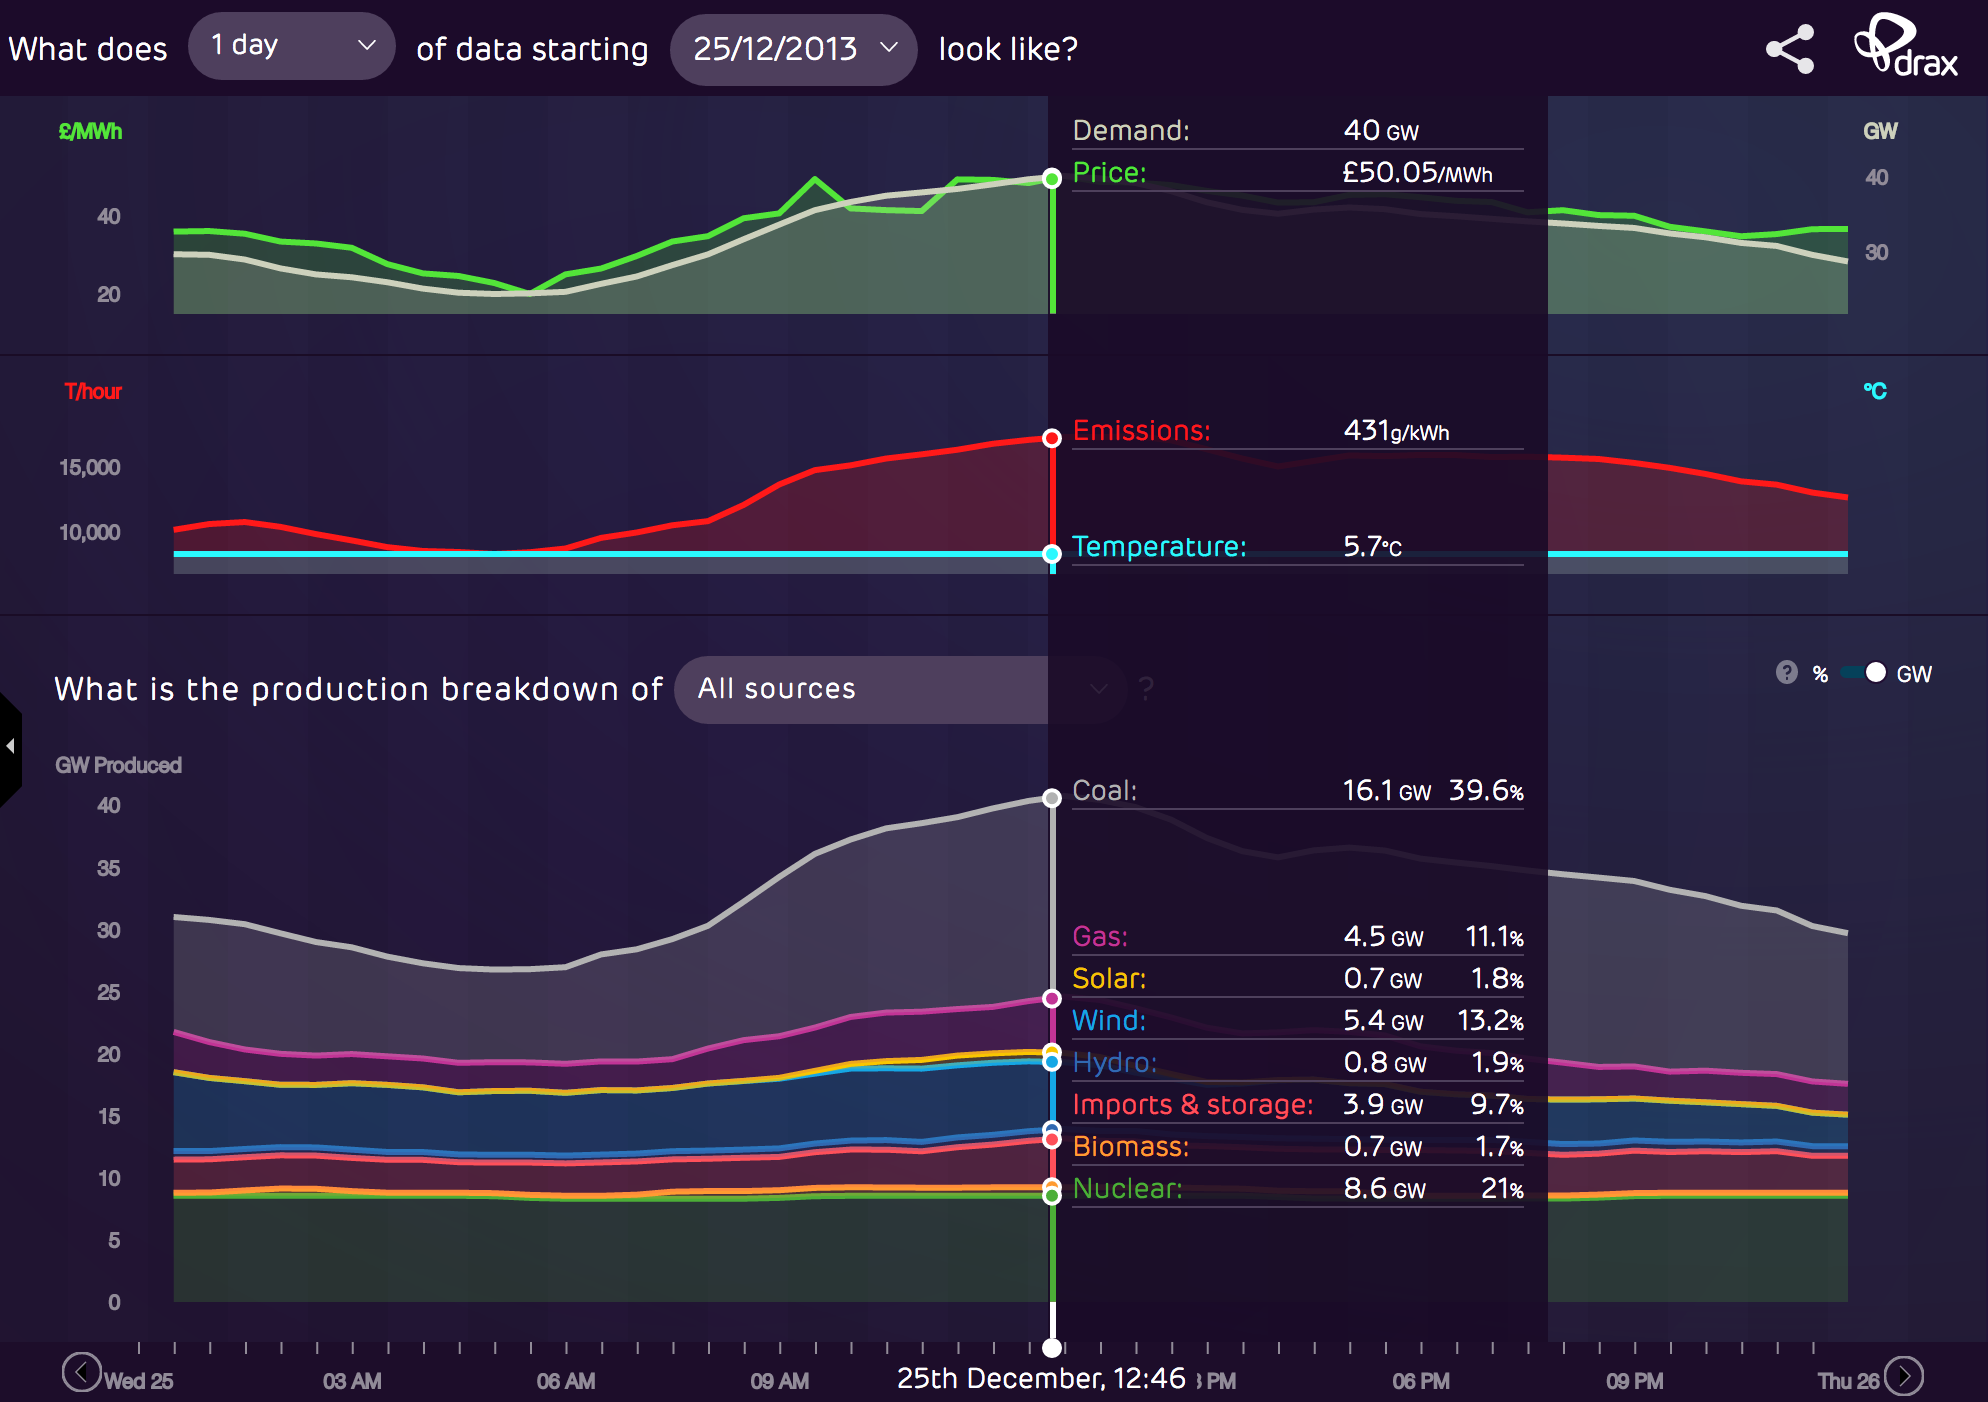 What does 1 day of data starting 25/12/2013 look like?
drax
£/MWh
GW
40
20
40
30
Demand: 40 GW
Price: £50.05/MWh
T/hour
°C
15,000
10,000
Emissions: 431g/kWh
Temperature: 5.7°C
What is the production breakdown of All sources ?
? % GW
GW Produced
40
35
30
25
20
15
10
5
0
Coal: 16.1 GW 39.6%
Gas: 4.5 GW 11.1%
Solar: 0.7 GW 1.8%
Wind: 5.4 GW 13.2%
Hydro: 0.8 GW 1.9%
Imports & storage: 3.9 GW 9.7%
Biomass: 0.7 GW 1.7%
Nuclear: 8.6 GW 21%
Wed 25 03 AM 06 AM 09 AM 25th December, 12:46 PM 06 PM 09 PM Thu 26